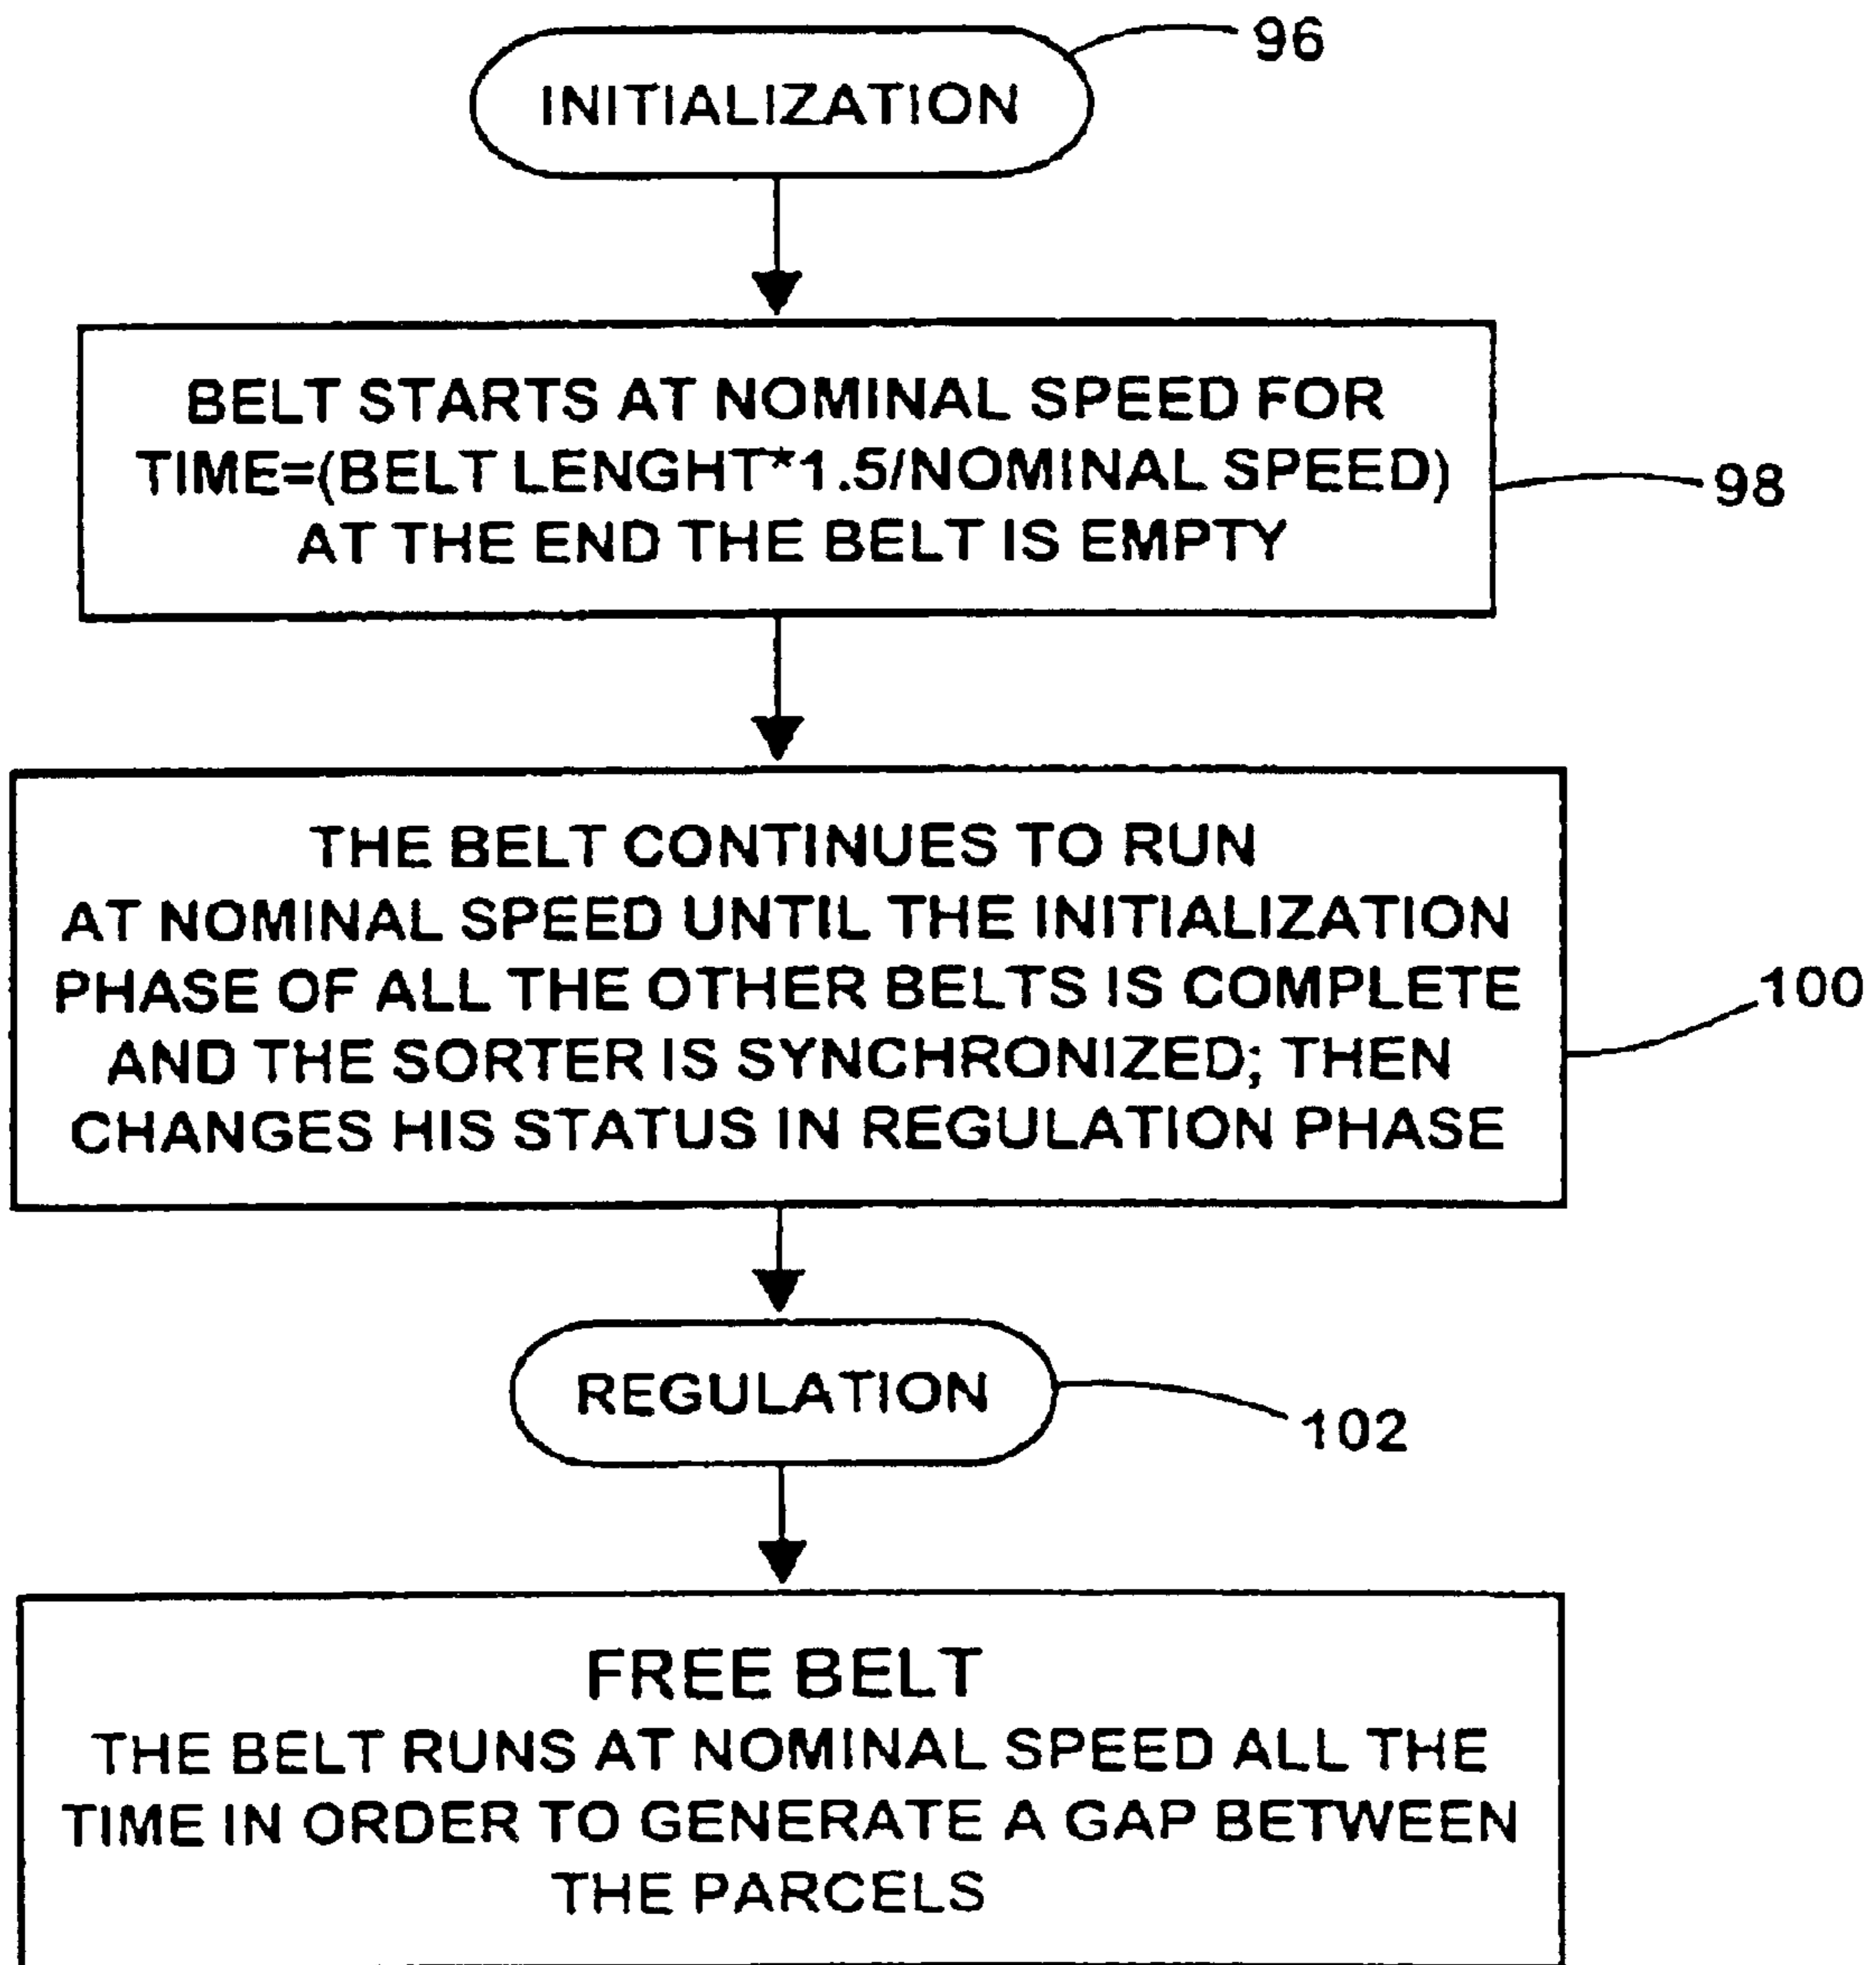 96
INITIALIZATION
BELT STARTS AT NOMINAL SPEED FOR
TIME=(BELT LENGHT*1.5/NOMINAL SPEED)
AT THE END THE BELT IS EMPTY
98
THE BELT CONTINUES TO RUN
AT NOMINAL SPEED UNTIL THE INITIALIZATION
PHASE OF ALL THE OTHER BELTS IS COMPLETE
AND THE SORTER IS SYNCHRONIZED; THEN
CHANGES HIS STATUS IN REGULATION PHASE
100
REGULATION
102
FREE BELT
THE BELT RUNS AT NOMINAL SPEED ALL THE
TIME IN ORDER TO GENERATE A GAP BETWEEN
THE PARCELS